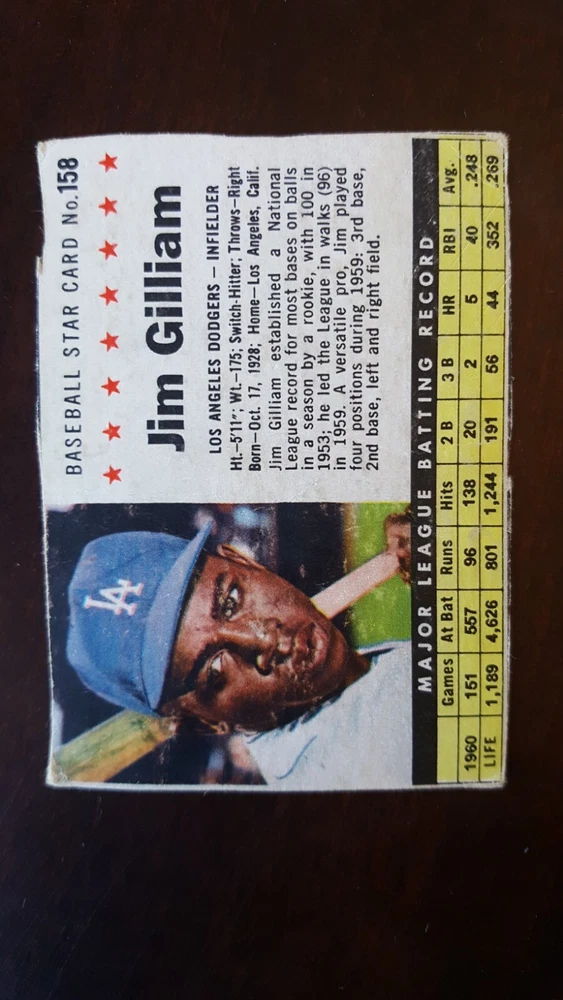 BASEBALL STAR CARD No. 158
Jim Gilliam
LOS ANGELES DODGERS – INFIELDER
Ht.–5'11"; Wt.–175; Switch-Hitter; Throws–Right
Born–Oct. 17, 1928; Home–Los Angeles, Calif.
Jim Gilliam established a National
League record for most bases on balls
in a season by a rookie, with 100 in
1953; he led the League in walks (96)
in 1959. A versatile pro, Jim played
four positions during 1959: 3rd base,
2nd base, left and right field.
LA
MAJOR LEAGUE BATTING RECORD
Games At Bat Runs Hits 2 B 3 B HR RBI Avg.
1960 151 557 96 138 20 2 5 40 .248
LIFE 1,189 4,626 801 1,244 191 56 44 352 .269